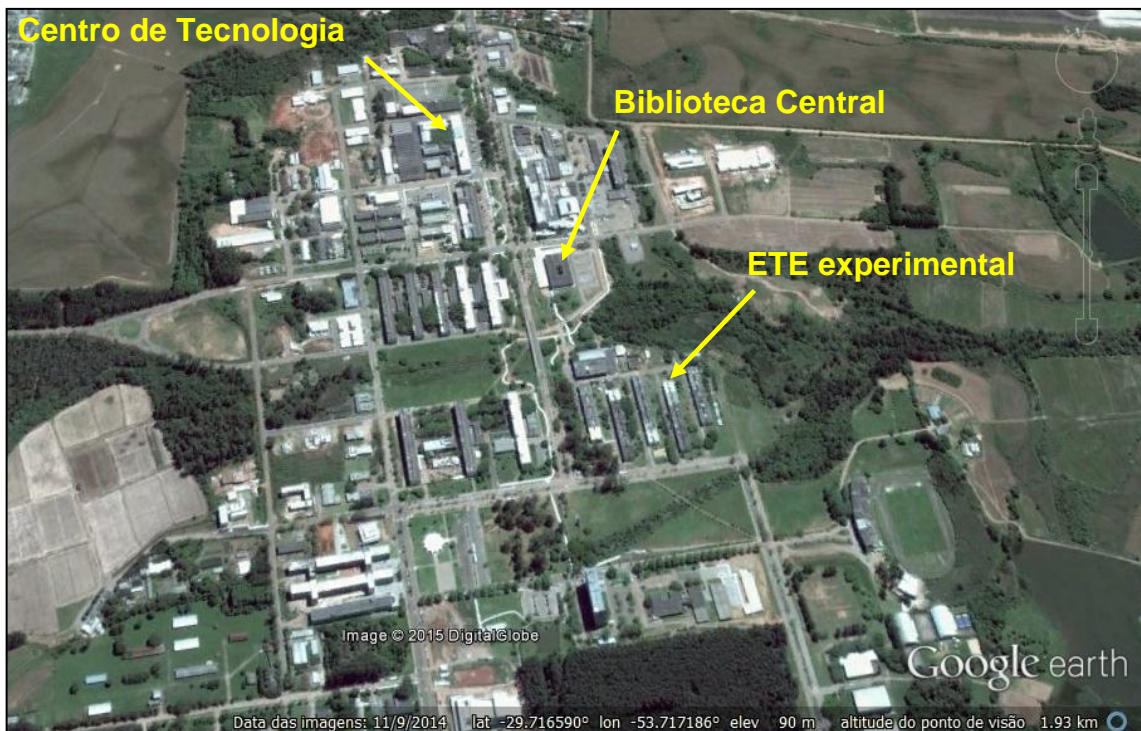 Centro de Tecnologia
Biblioteca Central
ETE experimental
Image © 2015 DigitalGlobe
Google earth
Data das imagens: 11/9/2014 lat -29.716590° lon -53.717186° elev 90 m altitude do ponto de visão 1.93 km